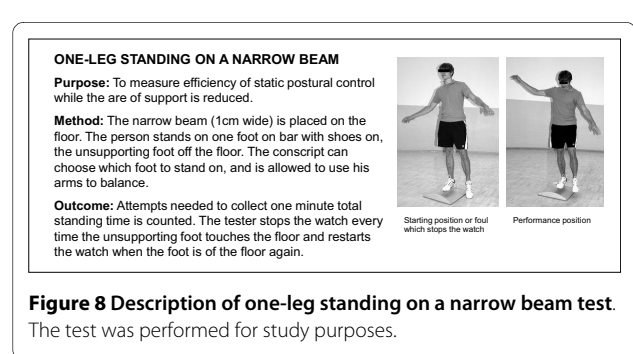 ONE-LEG STANDING ON A NARROW BEAM
Purpose: To measure efficiency of static postural control
while the are of support is reduced.
Method: The narrow beam (1cm wide) is placed on the
floor. The person stands on one foot on bar with shoes on,
the unsupporting foot off the floor. The conscript can
choose which foot to stand on, and is allowed to use his
arms to balance.
Outcome: Attempts needed to collect one minute total
standing time is counted. The tester stops the watch every
time the unsupporting foot touches the floor and restarts
the watch when the foot is of the floor again.
Starting position or foul
which stops the watch
Performance position
Figure 8 Description of one-leg standing on a narrow beam test.
The test was performed for study purposes.